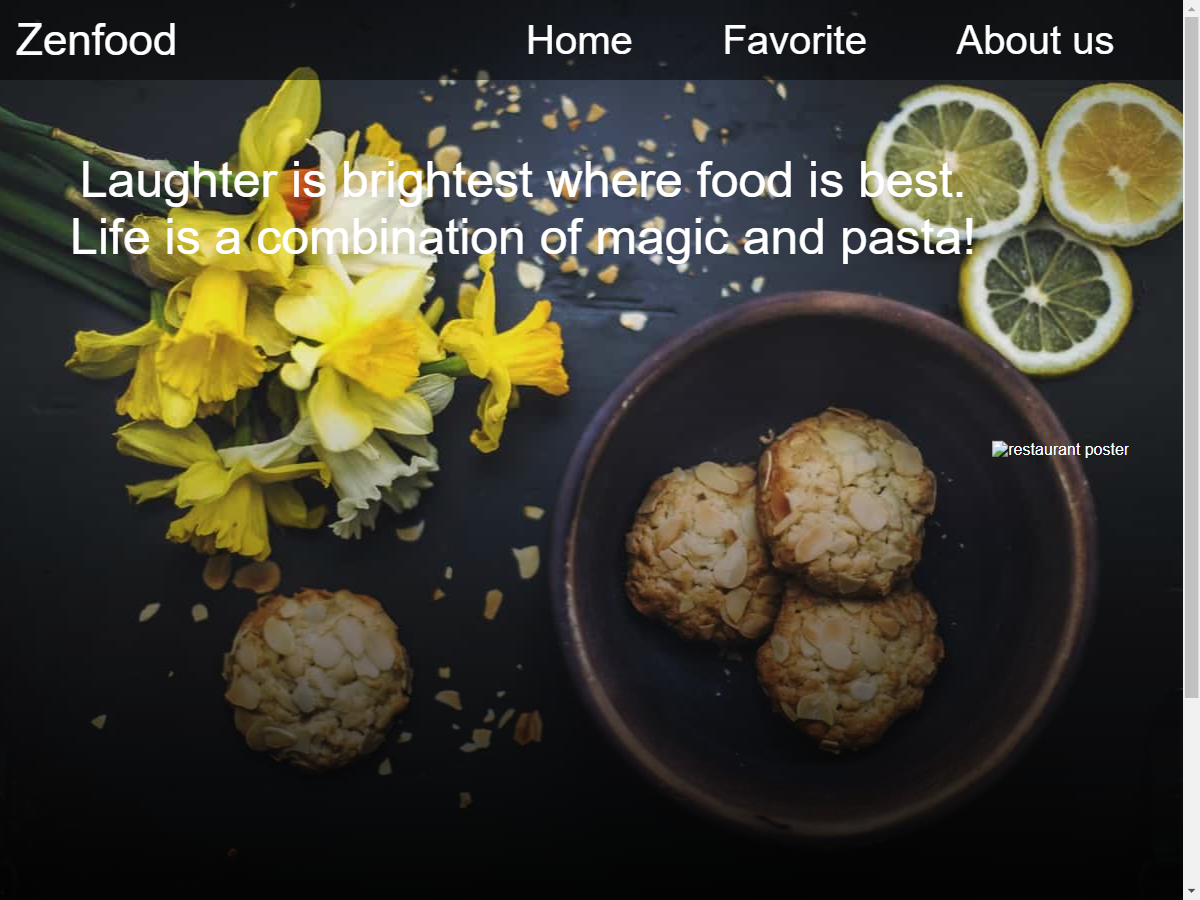 Zenfood
Home Favorite About us
Laughter is brightest where food is best.
Life is a combination of magic and pasta!
restaurant poster